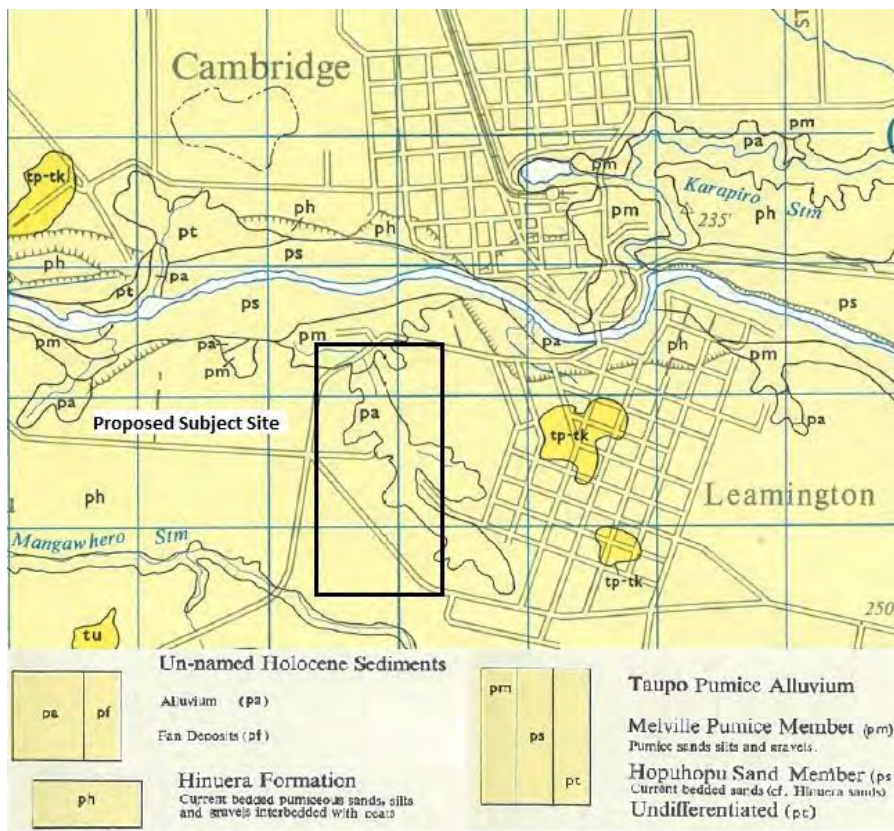 Cambridge
ST
pm
pa
pm
tp-tk
Karapiro
Stm
235'
ph
pm
pt
ph
ph
ps
ph
pa
pt
ps
ps
pm
pa
pm
pa
pm
pa
ph
pm
pa
Proposed Subject Site
pa
tp-tk
ph
Leamington
Mangawhero Stm
tp-tk
tu
250
Un-named Holocene Sediments
Alluvium (pa)
Fan Deposits (pf)
pa
pf
Hinuera Formation
Current bedded pumiceous sands, silts
and gravels interbedded with peats
ph
pm
ps
pt
Taupo Pumice Alluvium
Melville Pumice Member (pm)
Pumice sands silts and gravels.
Hopuhopu Sand Member (ps
Current bedded sands (cf. Hinuera sands)
Undifferentiated (pt)